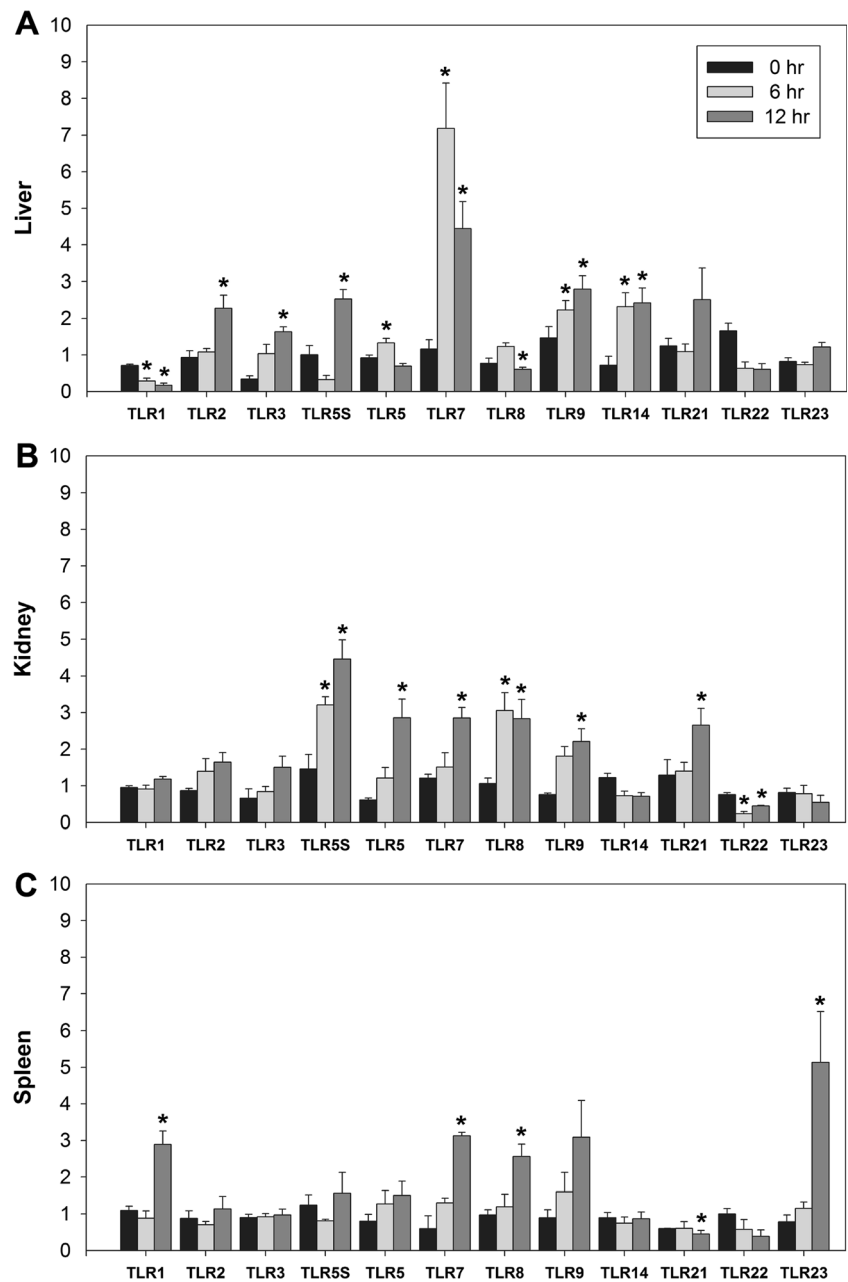 A
10
9
8
7
6
5
4
3
2
1
0
Liver
0 hr
6 hr
12 hr
* * * * * * * * * * * * * *
TLR1 TLR2 TLR3 TLR5S TLR5 TLR7 TLR8 TLR9 TLR14 TLR21 TLR22 TLR23
B
10
9
8
7
6
5
4
3
2
1
0
Kidney
* * * * * * * * * *
TLR1 TLR2 TLR3 TLR5S TLR5 TLR7 TLR8 TLR9 TLR14 TLR21 TLR22 TLR23
C
10
9
8
7
6
5
4
3
2
1
0
Spleen
* * * * *
TLR1 TLR2 TLR3 TLR5S TLR5 TLR7 TLR8 TLR9 TLR14 TLR21 TLR22 TLR23